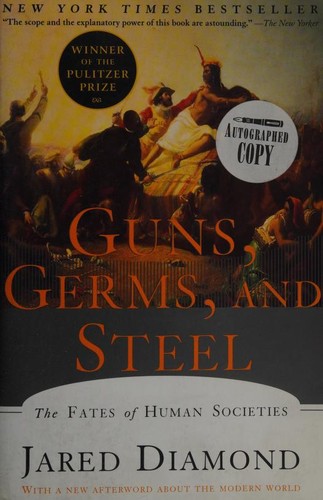 NEW YORK TIMES BESTSELLER
"The scope and the explanatory power of this book are astounding."—The New Yorker
WINNER
OF THE
PULITZER
PRIZE
AUTOGRAPHED
COPY
GUNS,
GERMS, AND
STEEL
The FATES of HUMAN SOCIETIES
JARED DIAMOND
WITH A NEW AFTERWORD ABOUT THE MODERN WORLD